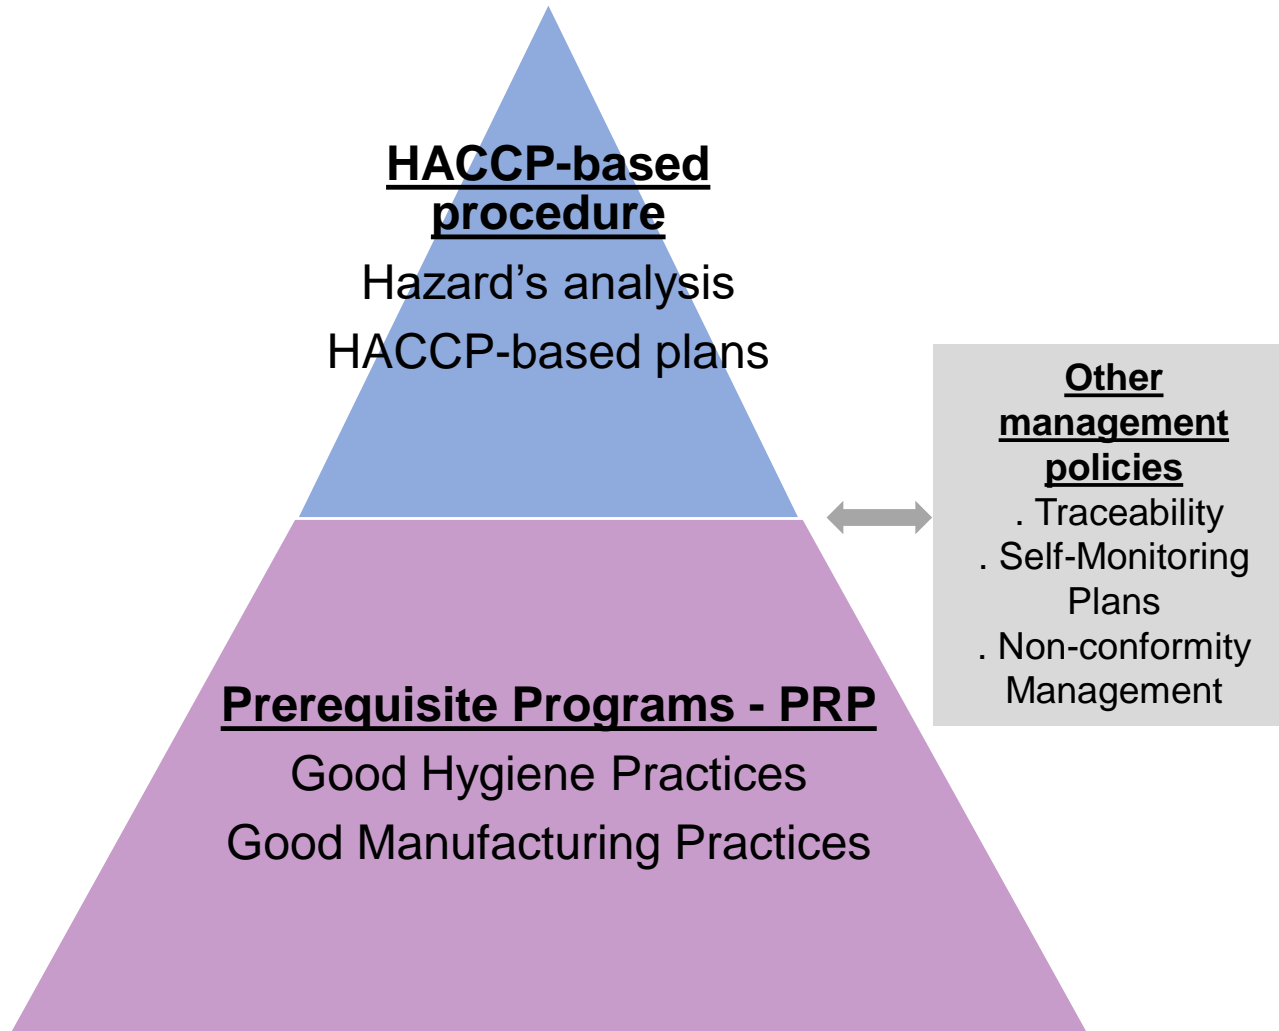 HACCP-based
procedure
Hazard’s analysis
HACCP-based plans
Other
management
policies
. Traceability
. Self-Monitoring
Plans
. Non-conformity
Management
Prerequisite Programs - PRP
Good Hygiene Practices
Good Manufacturing Practices